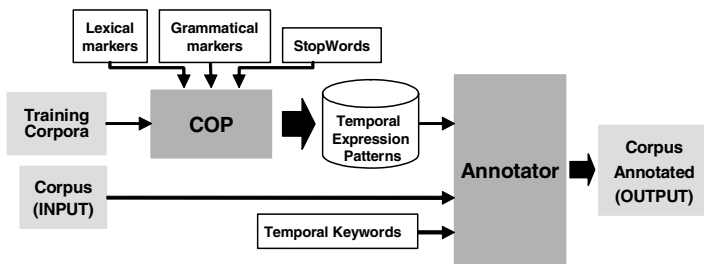 Lexical
markers
Grammatical
markers
StopWords
Training
Corpora
COP
Temporal
Expression
Patterns
Annotator
Corpus
Annotated
(OUTPUT)
Corpus
(INPUT)
Temporal Keywords